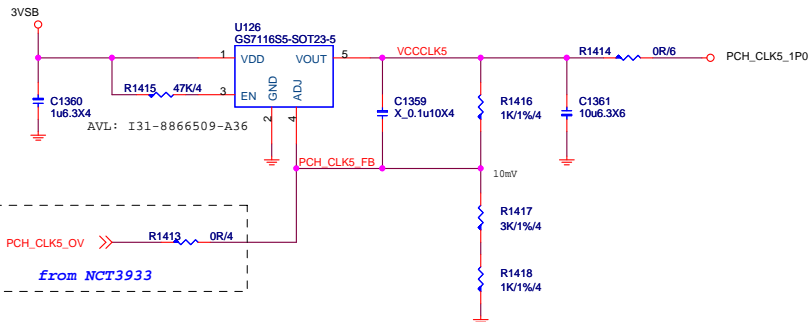 3VSB
U126
GS7116S5-SOT23-5
1
VDD
VOUT
5
VCCCLK5
R1414
0R/6
PCH_CLK5_1P0
R1415
47K/4
3
EN
GND
ADJ
2
4
C1360
1u6.3X4
AVL: I31-8866509-A36
C1359
X_0.1u10X4
R1416
1K/1%/4
C1361
10u6.3X6
PCH_CLK5_FB
10mV
R1417
3K/1%/4
PCH_CLK5_OV
R1413
0R/4
from NCT3933
R1418
1K/1%/4